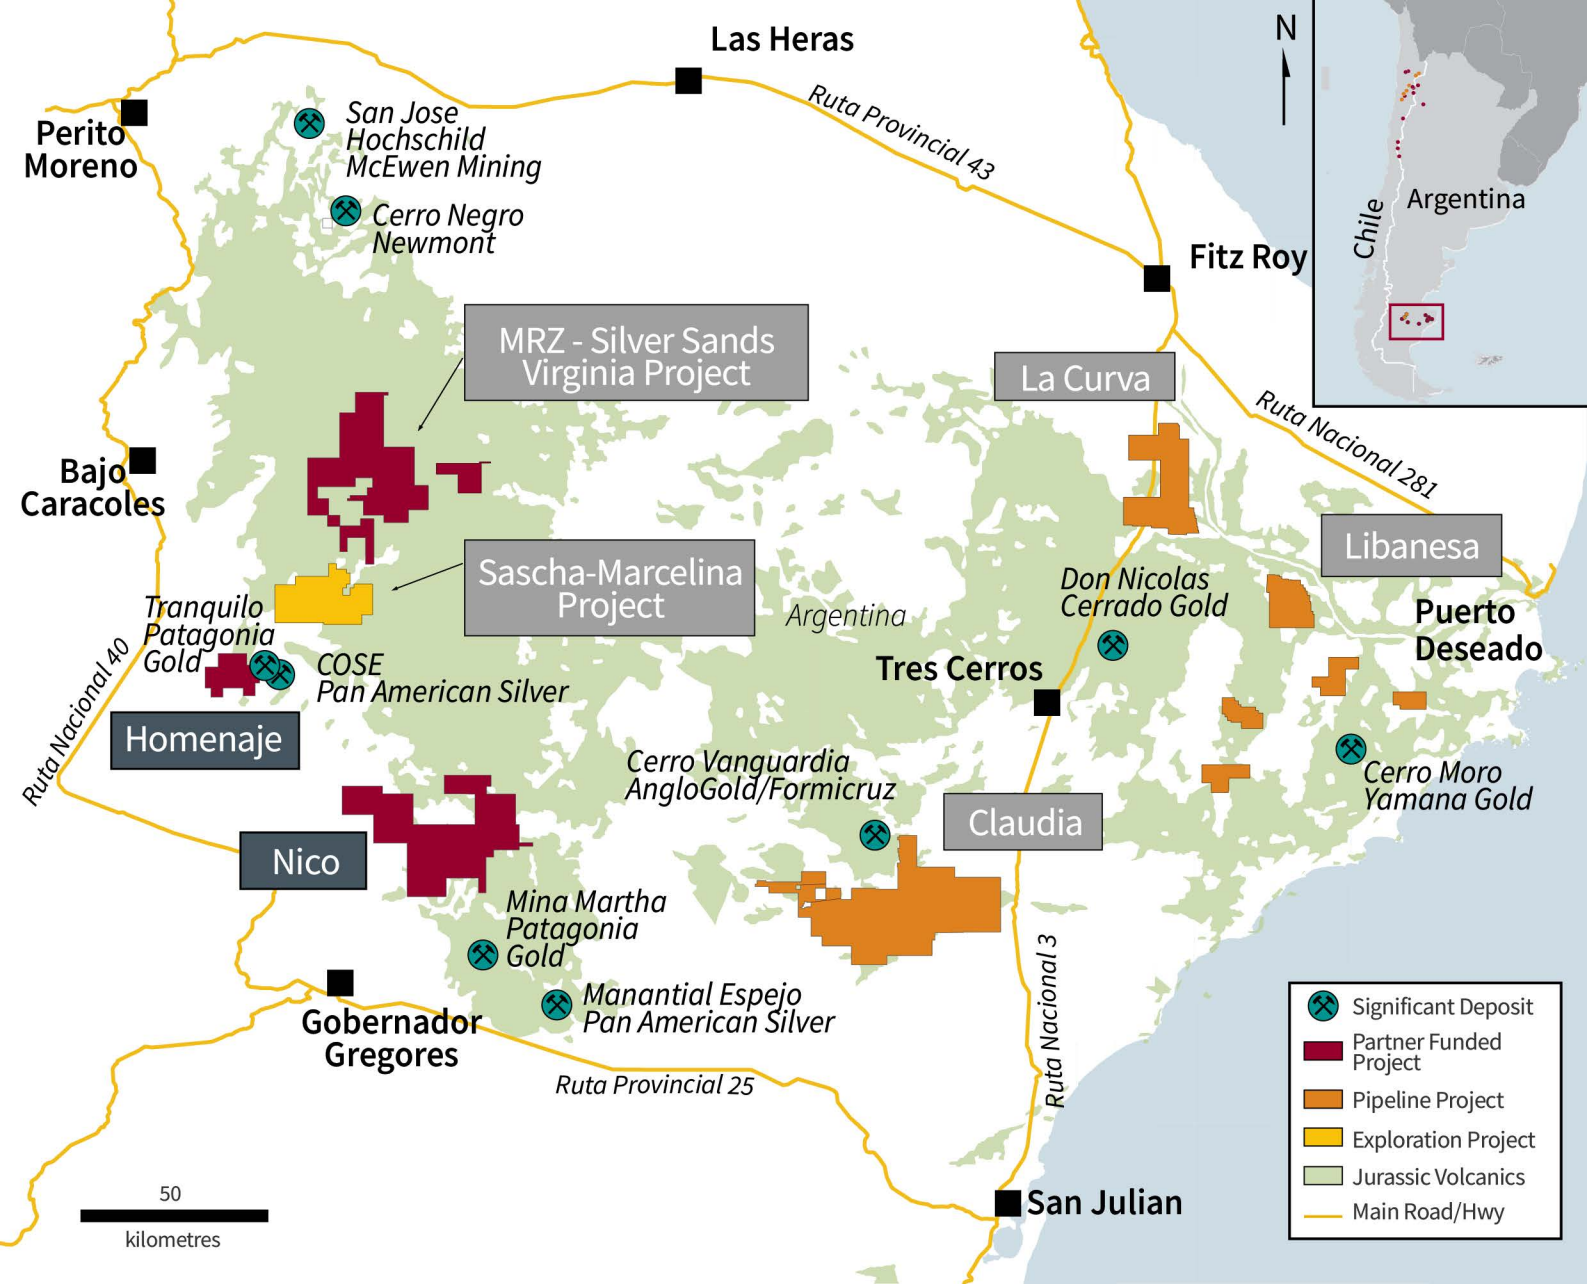 Las Heras
N
Ruta Provincial 43
San Jose
Hochschild
McEwen Mining
Perito
Moreno
Cerro Negro
Newmont
Argentina
Chile
Fitz Roy
MRZ - Silver Sands
Virginia Project
La Curva
Ruta Nacional 281
Bajo
Caracoles
Libanesa
Sascha-Marcelina
Project
Don Nicolas
Cerrado Gold
Argentina
Tranquilo
Patagonia
Gold
Puerto
Deseado
COSE
Pan American Silver
Tres Cerros
Ruta Nacional 40
Homenaje
Cerro Vanguardia
AngloGold/Formicruz
Cerro Moro
Yamana Gold
Claudia
Nico
Mina Martha
Patagonia
Gold
Manantial Espejo
Pan American Silver
Ruta Nacional 3
Gobernador
Gregores
Ruta Provincial 25
San Julian
Significant Deposit
Partner Funded
Project
Pipeline Project
Exploration Project
Jurassic Volcanics
Main Road/Hwy
50
kilometres